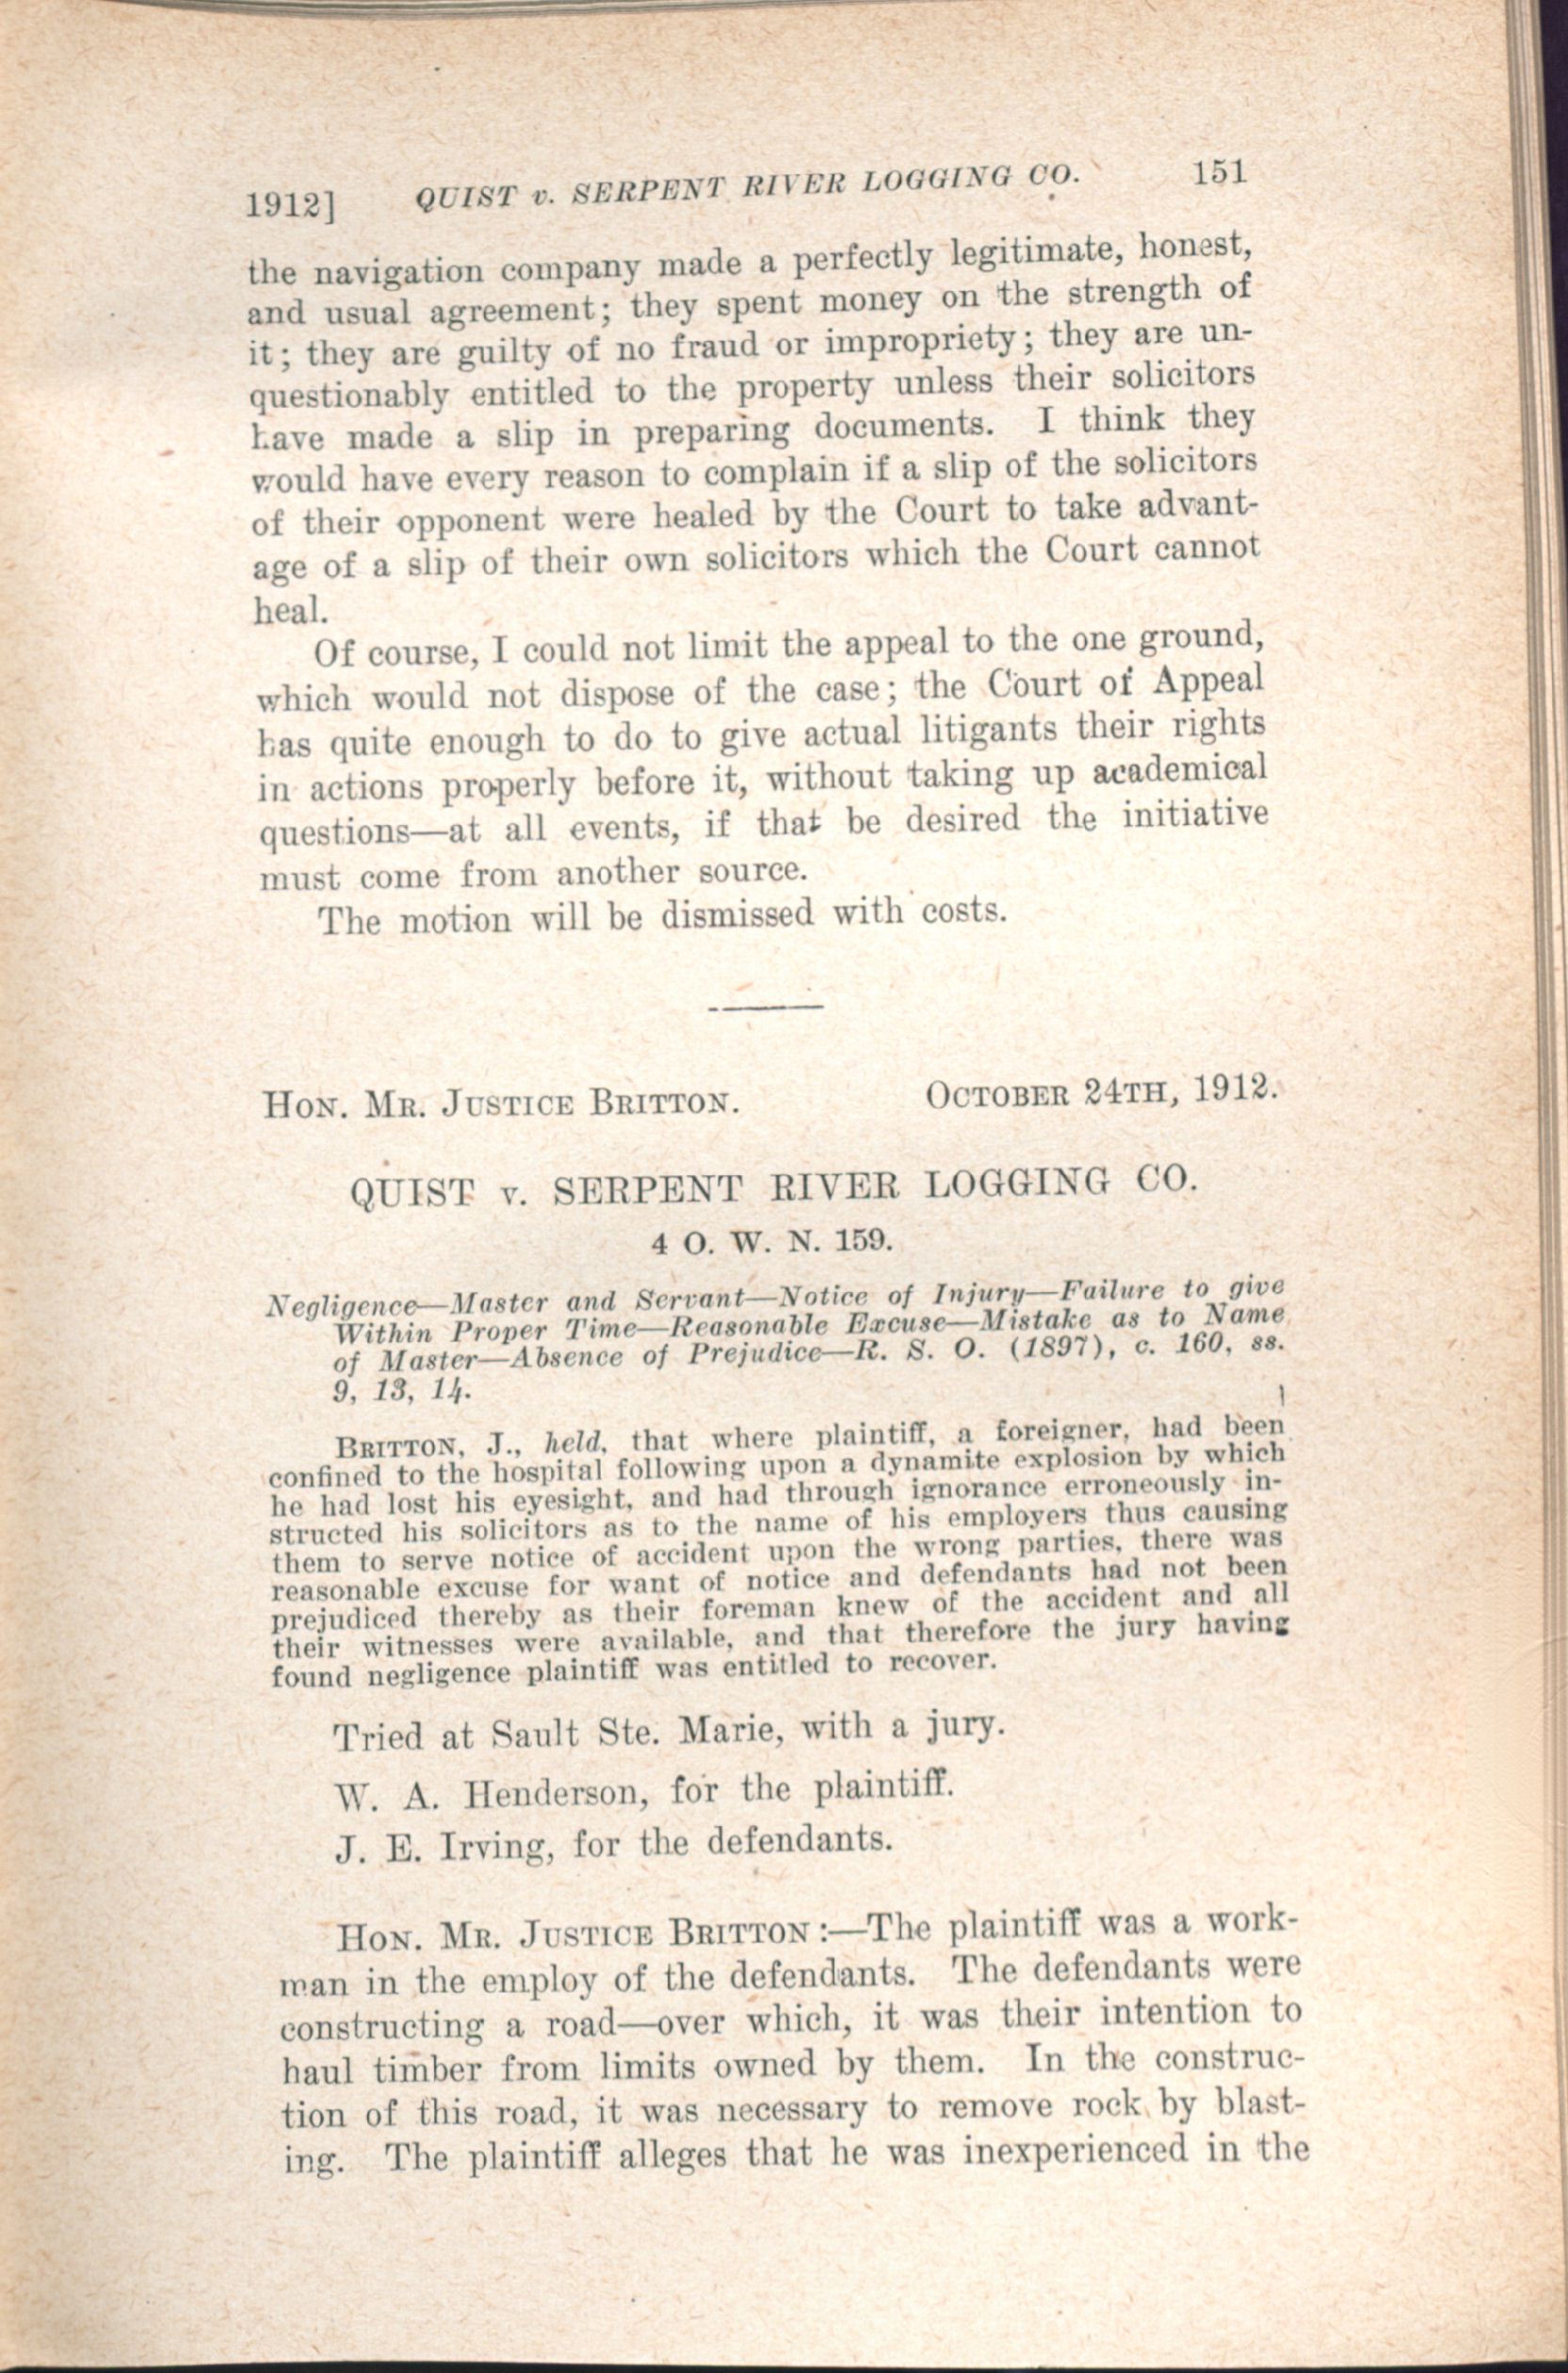 1912] QUIST v. SERPENT RIVER LOGGING CO. 151
the navigation company made a perfectly legitimate, honest,
and usual agreement; they spent money on the strength of
it; they are guilty of no fraud or impropriety; they are un-
questionably entitled to the property unless their solicitors
have made a slip in preparing documents. I think they
would have every reason to complain if a slip of the solicitors
of their opponent were healed by the Court to take advant-
age of a slip of their own solicitors which the Court cannot
heal.
Of course, I could not limit the appeal to the one ground,
which would not dispose of the case; the Court of Appeal
has quite enough to do to give actual litigants their rights
in actions properly before it, without taking up academical
questions—at all events, if that be desired the initiative
must come from another source.
The motion will be dismissed with costs.
HON. MR. JUSTICE BRITTON. OCTOBER 24TH, 1912.
QUIST v. SERPENT RIVER LOGGING CO.
4 O. W. N. 159.
Negligence—Master and Servant—Notice of Injury—Failure to give
Within Proper Time—Reasonable Excuse—Mistake as to Name
of Master—Absence of Prejudice—R. S. O. (1897), c. 160, ss.
9, 13, 14.
BRITTON, J., held, that where plaintiff, a foreigner, had been
confined to the hospital following upon a dynamite explosion by which
he had lost his eyesight, and had through ignorance erroneously in-
structed his solicitors as to the name of his employers thus causing
them to serve notice of accident upon the wrong parties, there was
reasonable excuse for want of notice and defendants had not been
prejudiced thereby as their foreman knew of the accident and all
their witnesses were available, and that therefore the jury having
found negligence plaintiff was entitled to recover.
Tried at Sault Ste. Marie, with a jury.
W. A. Henderson, for the plaintiff.
J. E. Irving, for the defendants.
HON. MR. JUSTICE BRITTON:—The plaintiff was a work-
man in the employ of the defendants. The defendants were
constructing a road—over which, it was their intention to
haul timber from limits owned by them. In the construc-
tion of this road, it was necessary to remove rock by blast-
ing. The plaintiff alleges that he was inexperienced in the